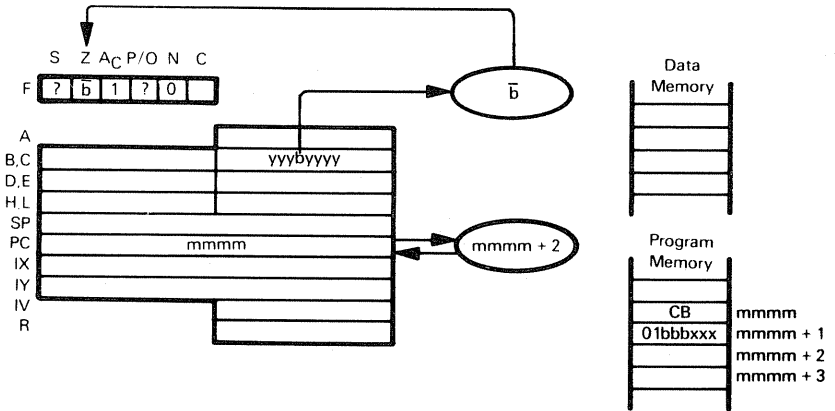 S Z A_C P/O N C
F ? b̅ 1 ? 0
b̅
Data
Memory
A
B,C yyybyyyy
D,E
H,L
SP
PC mmmm
mmmm + 2
IX
IY
IV
R
Program
Memory
CB mmmm
01bbbxxx mmmm + 1
mmmm + 2
mmmm + 3